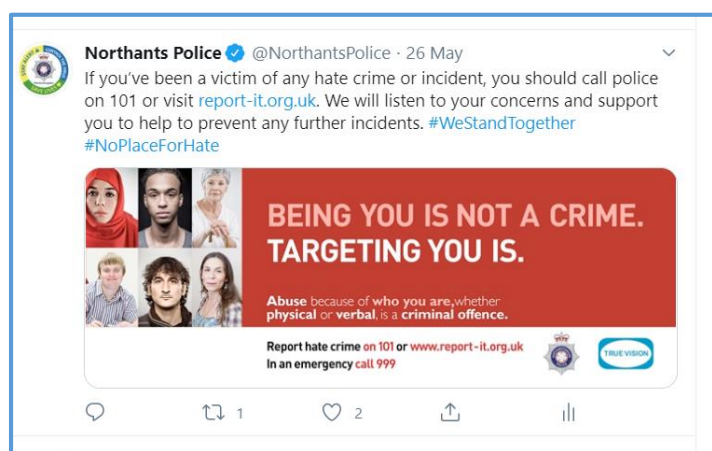 Northants Police @NorthantsPolice · 26 May
If you've been a victim of any hate crime or incident, you should call police
on 101 or visit report-it.org.uk. We will listen to your concerns and support
you to help to prevent any further incidents. #WeStandTogether
#NoPlaceForHate
BEING YOU IS NOT A CRIME.
TARGETING YOU IS.
Abuse because of who you are, whether
physical or verbal, is a criminal offence.
Report hate crime on 101 or www.report-it.org.uk
In an emergency call 999
TRUE VISION
1 2